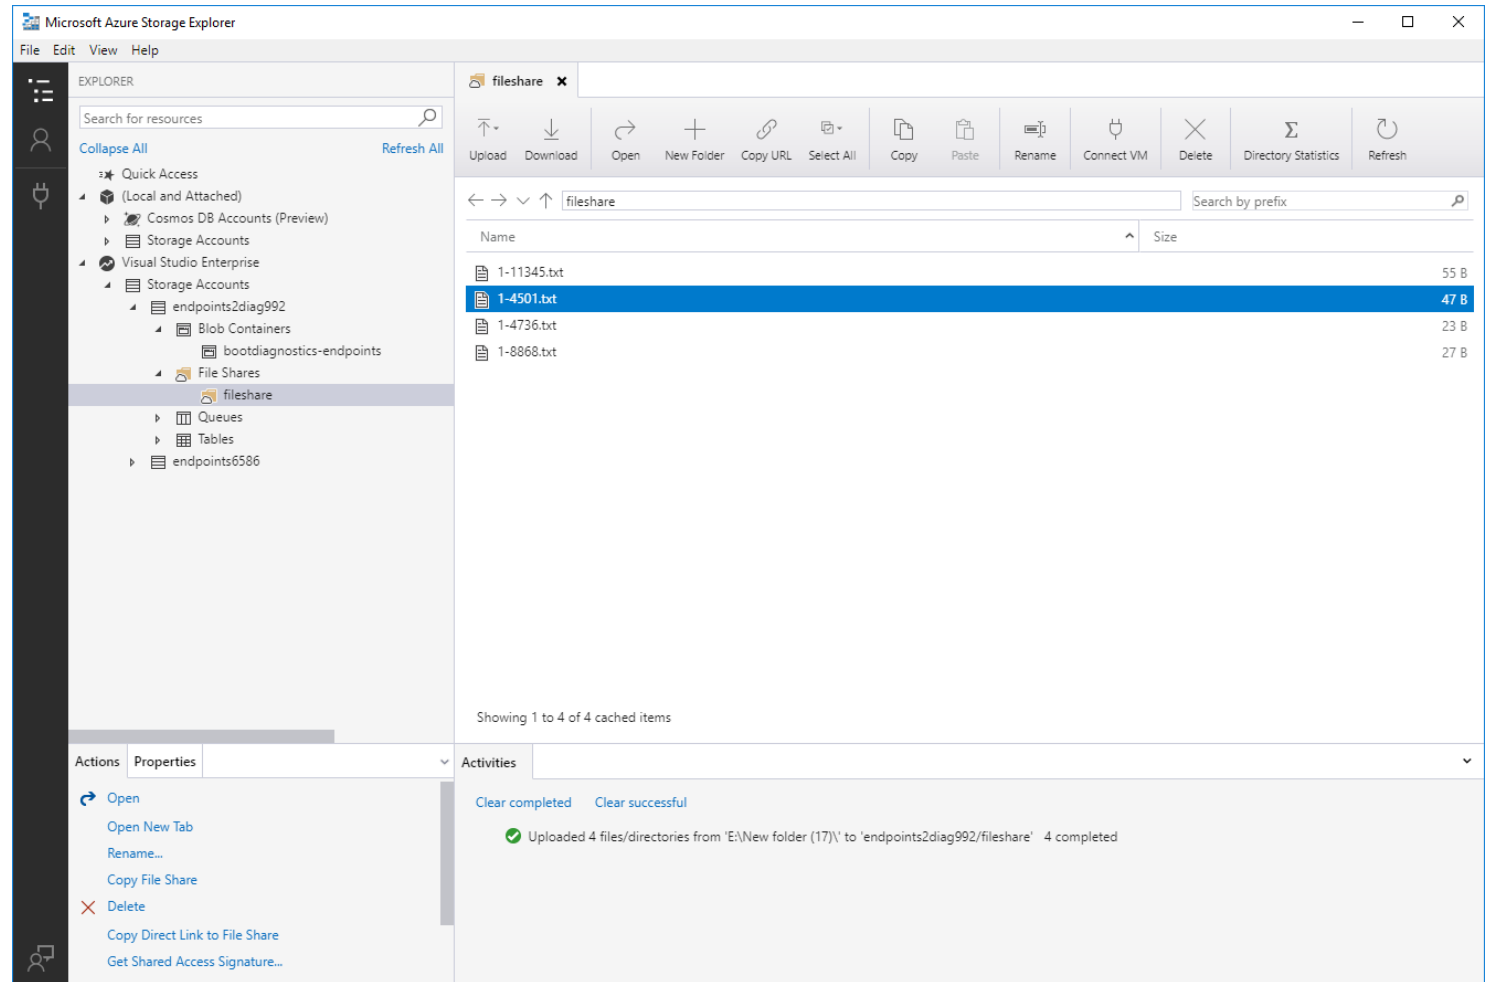 Microsoft Azure Storage Explorer
File Edit View Help
EXPLORER
Search for resources
Collapse All Refresh All
Quick Access
(Local and Attached)
Cosmos DB Accounts (Preview)
Storage Accounts
Visual Studio Enterprise
Storage Accounts
endpoints2diag992
Blob Containers
bootdiagnostics-endpoints
File Shares
fileshare
Queues
Tables
endpoints6586
fileshare
Upload Download Open New Folder Copy URL Select All Copy Paste Rename Connect VM Delete Directory Statistics Refresh
fileshare Search by prefix
Name Size
1-11345.txt 55 B
1-4501.txt 47 B
1-4736.txt 23 B
1-8868.txt 27 B
Showing 1 to 4 of 4 cached items
Actions Properties
Open
Open New Tab
Rename...
Copy File Share
Delete
Copy Direct Link to File Share
Get Shared Access Signature...
Activities
Clear completed Clear successful
Uploaded 4 files/directories from 'E:\New folder (17)\' to 'endpoints2diag992/fileshare' 4 completed